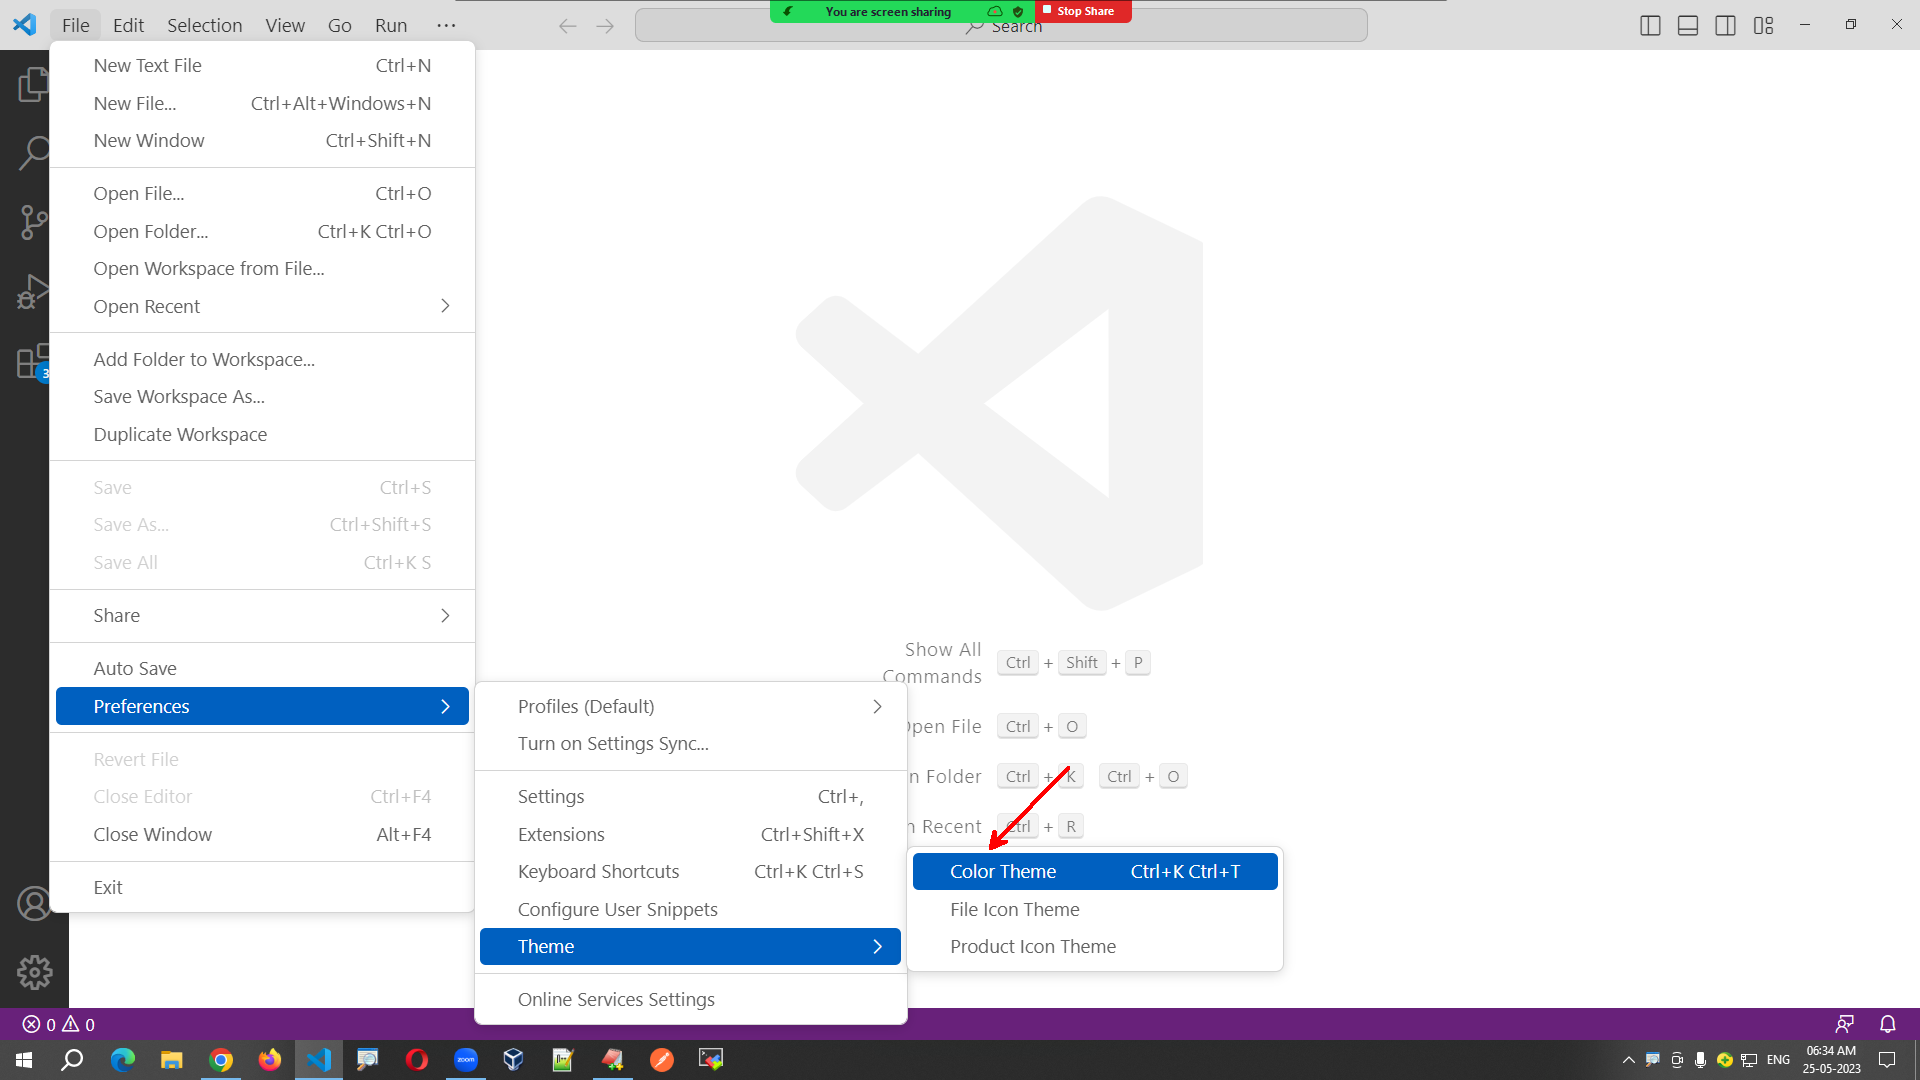 File Edit Selection View Go Run ···
You are screen sharing
Stop Share
Search
New Text File Ctrl+N
New File... Ctrl+Alt+Windows+N
New Window Ctrl+Shift+N
Open File... Ctrl+O
Open Folder... Ctrl+K Ctrl+O
Open Workspace from File...
Open Recent
3
Add Folder to Workspace...
Save Workspace As...
Duplicate Workspace
Save Ctrl+S
Save As... Ctrl+Shift+S
Save All Ctrl+K S
Share
Auto Save
Preferences
Revert File
Close Editor Ctrl+F4
Close Window Alt+F4
Exit
Profiles (Default)
Turn on Settings Sync...
Settings Ctrl+,
Extensions Ctrl+Shift+X
Keyboard Shortcuts Ctrl+K Ctrl+S
Configure User Snippets
Theme
Online Services Settings
Color Theme Ctrl+K Ctrl+T
File Icon Theme
Product Icon Theme
Show All
Commands Ctrl + Shift + P
Open File Ctrl + O
n Folder Ctrl + K Ctrl + O
n Recent Ctrl + R
0 0
zoom
ENG
06:34 AM
25-05-2023